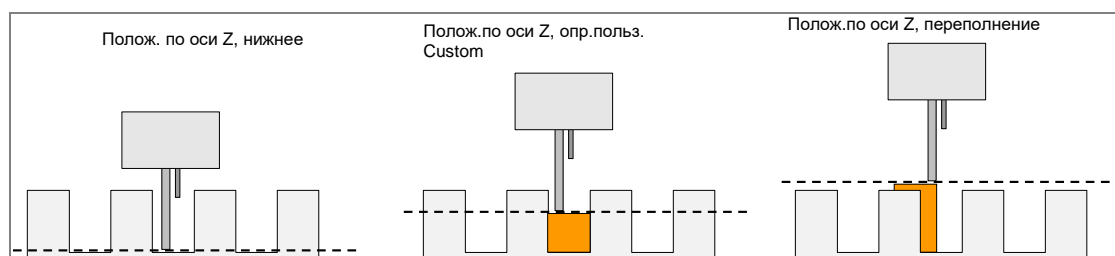 Полож. по оси Z, нижнее
Полож.по оси Z, опр.польз.
Custom
Полож.по оси Z, переполнение